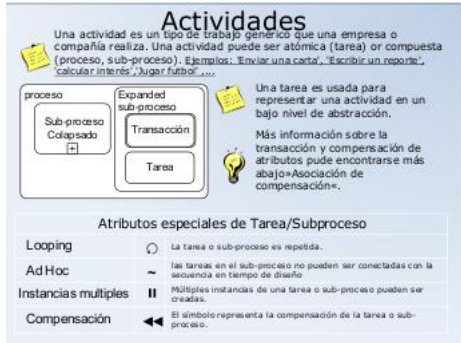 Actividades
Una actividad es un tipo de trabajo genérico que una empresa o
compañía realiza. Una actividad puede ser atómica (tarea) or compuesta
(proceso, sub-proceso). Ejemplos: 'Enviar una carta', 'Escribir un reporte',
'calcular interés','Jugar futbol' ,...
proceso
Sub-proceso
Colapsado
+
Expanded
sub-proceso
Transacción
Tarea
Una tarea es usada para
representar una actividad en un
bajo nivel de abstracción.
Más información sobre la
transacción y compensación de
atributos pude encontrarse más
abajo»Asociación de
compensación«.
Atributos especiales de Tarea/Subproceso
Looping La tarea o sub-proceso es repetida.
Ad Hoc ~ las tareas en el sub-proceso no pueden ser conectadas con la
secuencia en tiempo de diseño
Instancias multiples Múltiples instancias de una tarea o sub-proceso pueden ser
creadas.
Compensación El símbolo representa la compensación de la tarea o sub-
proceso.